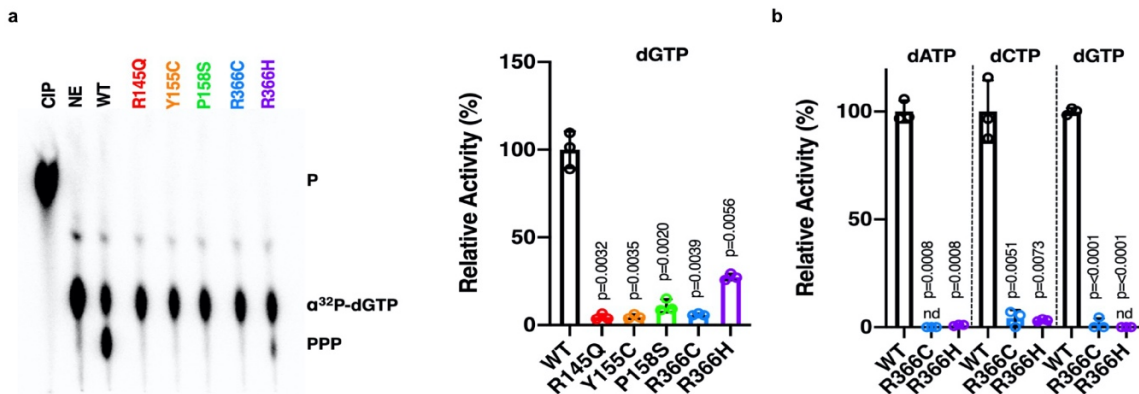 a
CIP
NE
WT
R145Q
Y155C
P158S
R366C
R366H
P
α³²P-dGTP
PPP
Relative Activity (%)
150
100
50
0
dGTP
p=0.0032
p=0.0035
p=0.0020
p=0.0039
p=0.0056
WT
R145Q
Y155C
P158S
R366C
R366H
b
Relative Activity (%)
100
50
0
dATP
dCTP
dGTP
p=0.0008
p=0.0008
p=0.0051
p=0.0073
p=<0.0001
p=<0.0001
nd
nd
WT
R366C
R366H
WT
R366C
R366H
WT
R366C
R366H